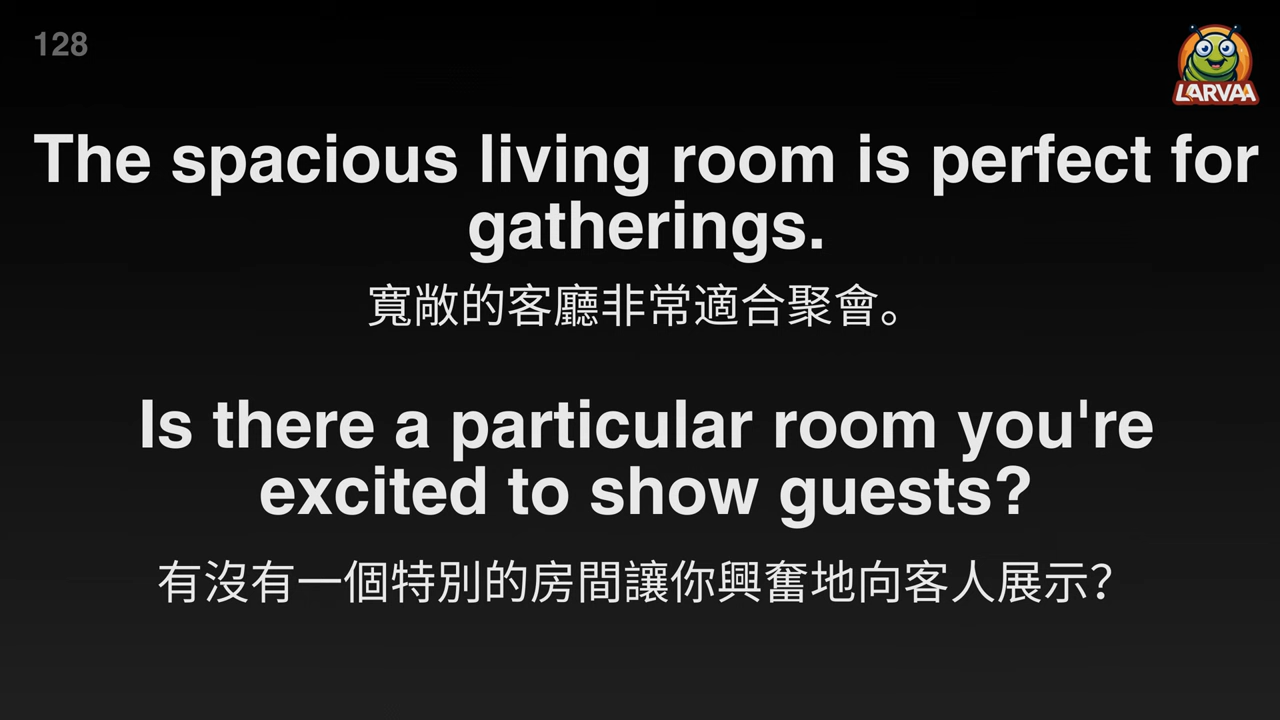 128
LARVAA
The spacious living room is perfect for
gatherings.
寬敞的客廳非常適合聚會。
Is there a particular room you're
excited to show guests?
有沒有一個特別的房間讓你興奮地向客人展示?